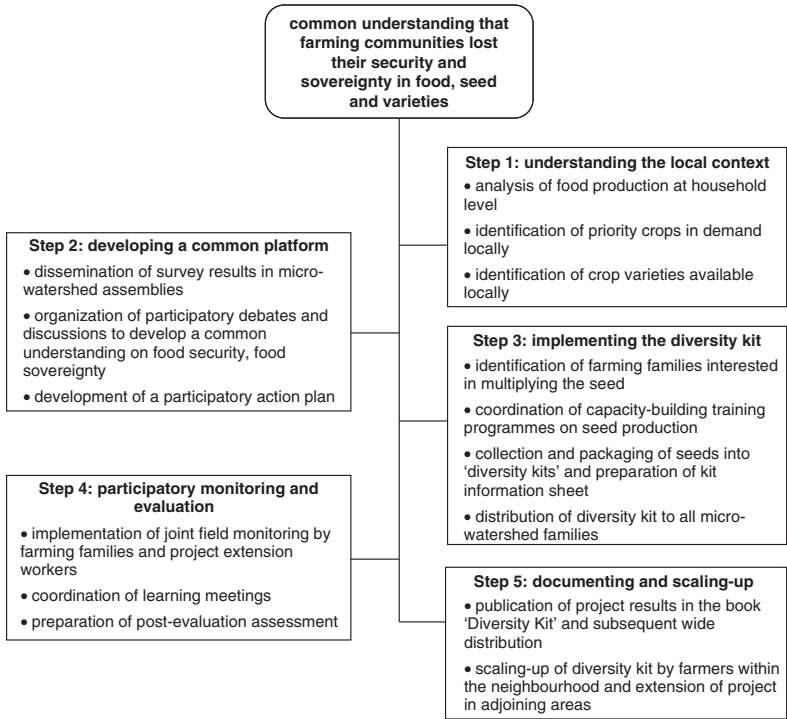 common understanding that
farming communities lost
their security and
sovereignty in food, seed
and varieties
Step 1: understanding the local context
• analysis of food production at household
level
• identification of priority crops in demand
locally
• identification of crop varieties available
locally
Step 2: developing a common platform
• dissemination of survey results in micro-
watershed assemblies
• organization of participatory debates and
discussions to develop a common
understanding on food security, food
sovereignty
• development of a participatory action plan
Step 3: implementing the diversity kit
• identification of farming families interested
in multiplying the seed
• coordination of capacity-building training
programmes on seed production
• collection and packaging of seeds into
‘diversity kits’ and preparation of kit
information sheet
• distribution of diversity kit to all micro-
watershed families
Step 4: participatory monitoring and
evaluation
• implementation of joint field monitoring by
farming families and project extension
workers
• coordination of learning meetings
• preparation of post-evaluation assessment
Step 5: documenting and scaling-up
• publication of project results in the book
‘Diversity Kit’ and subsequent wide
distribution
• scaling-up of diversity kit by farmers within
the neighbourhood and extension of project
in adjoining areas